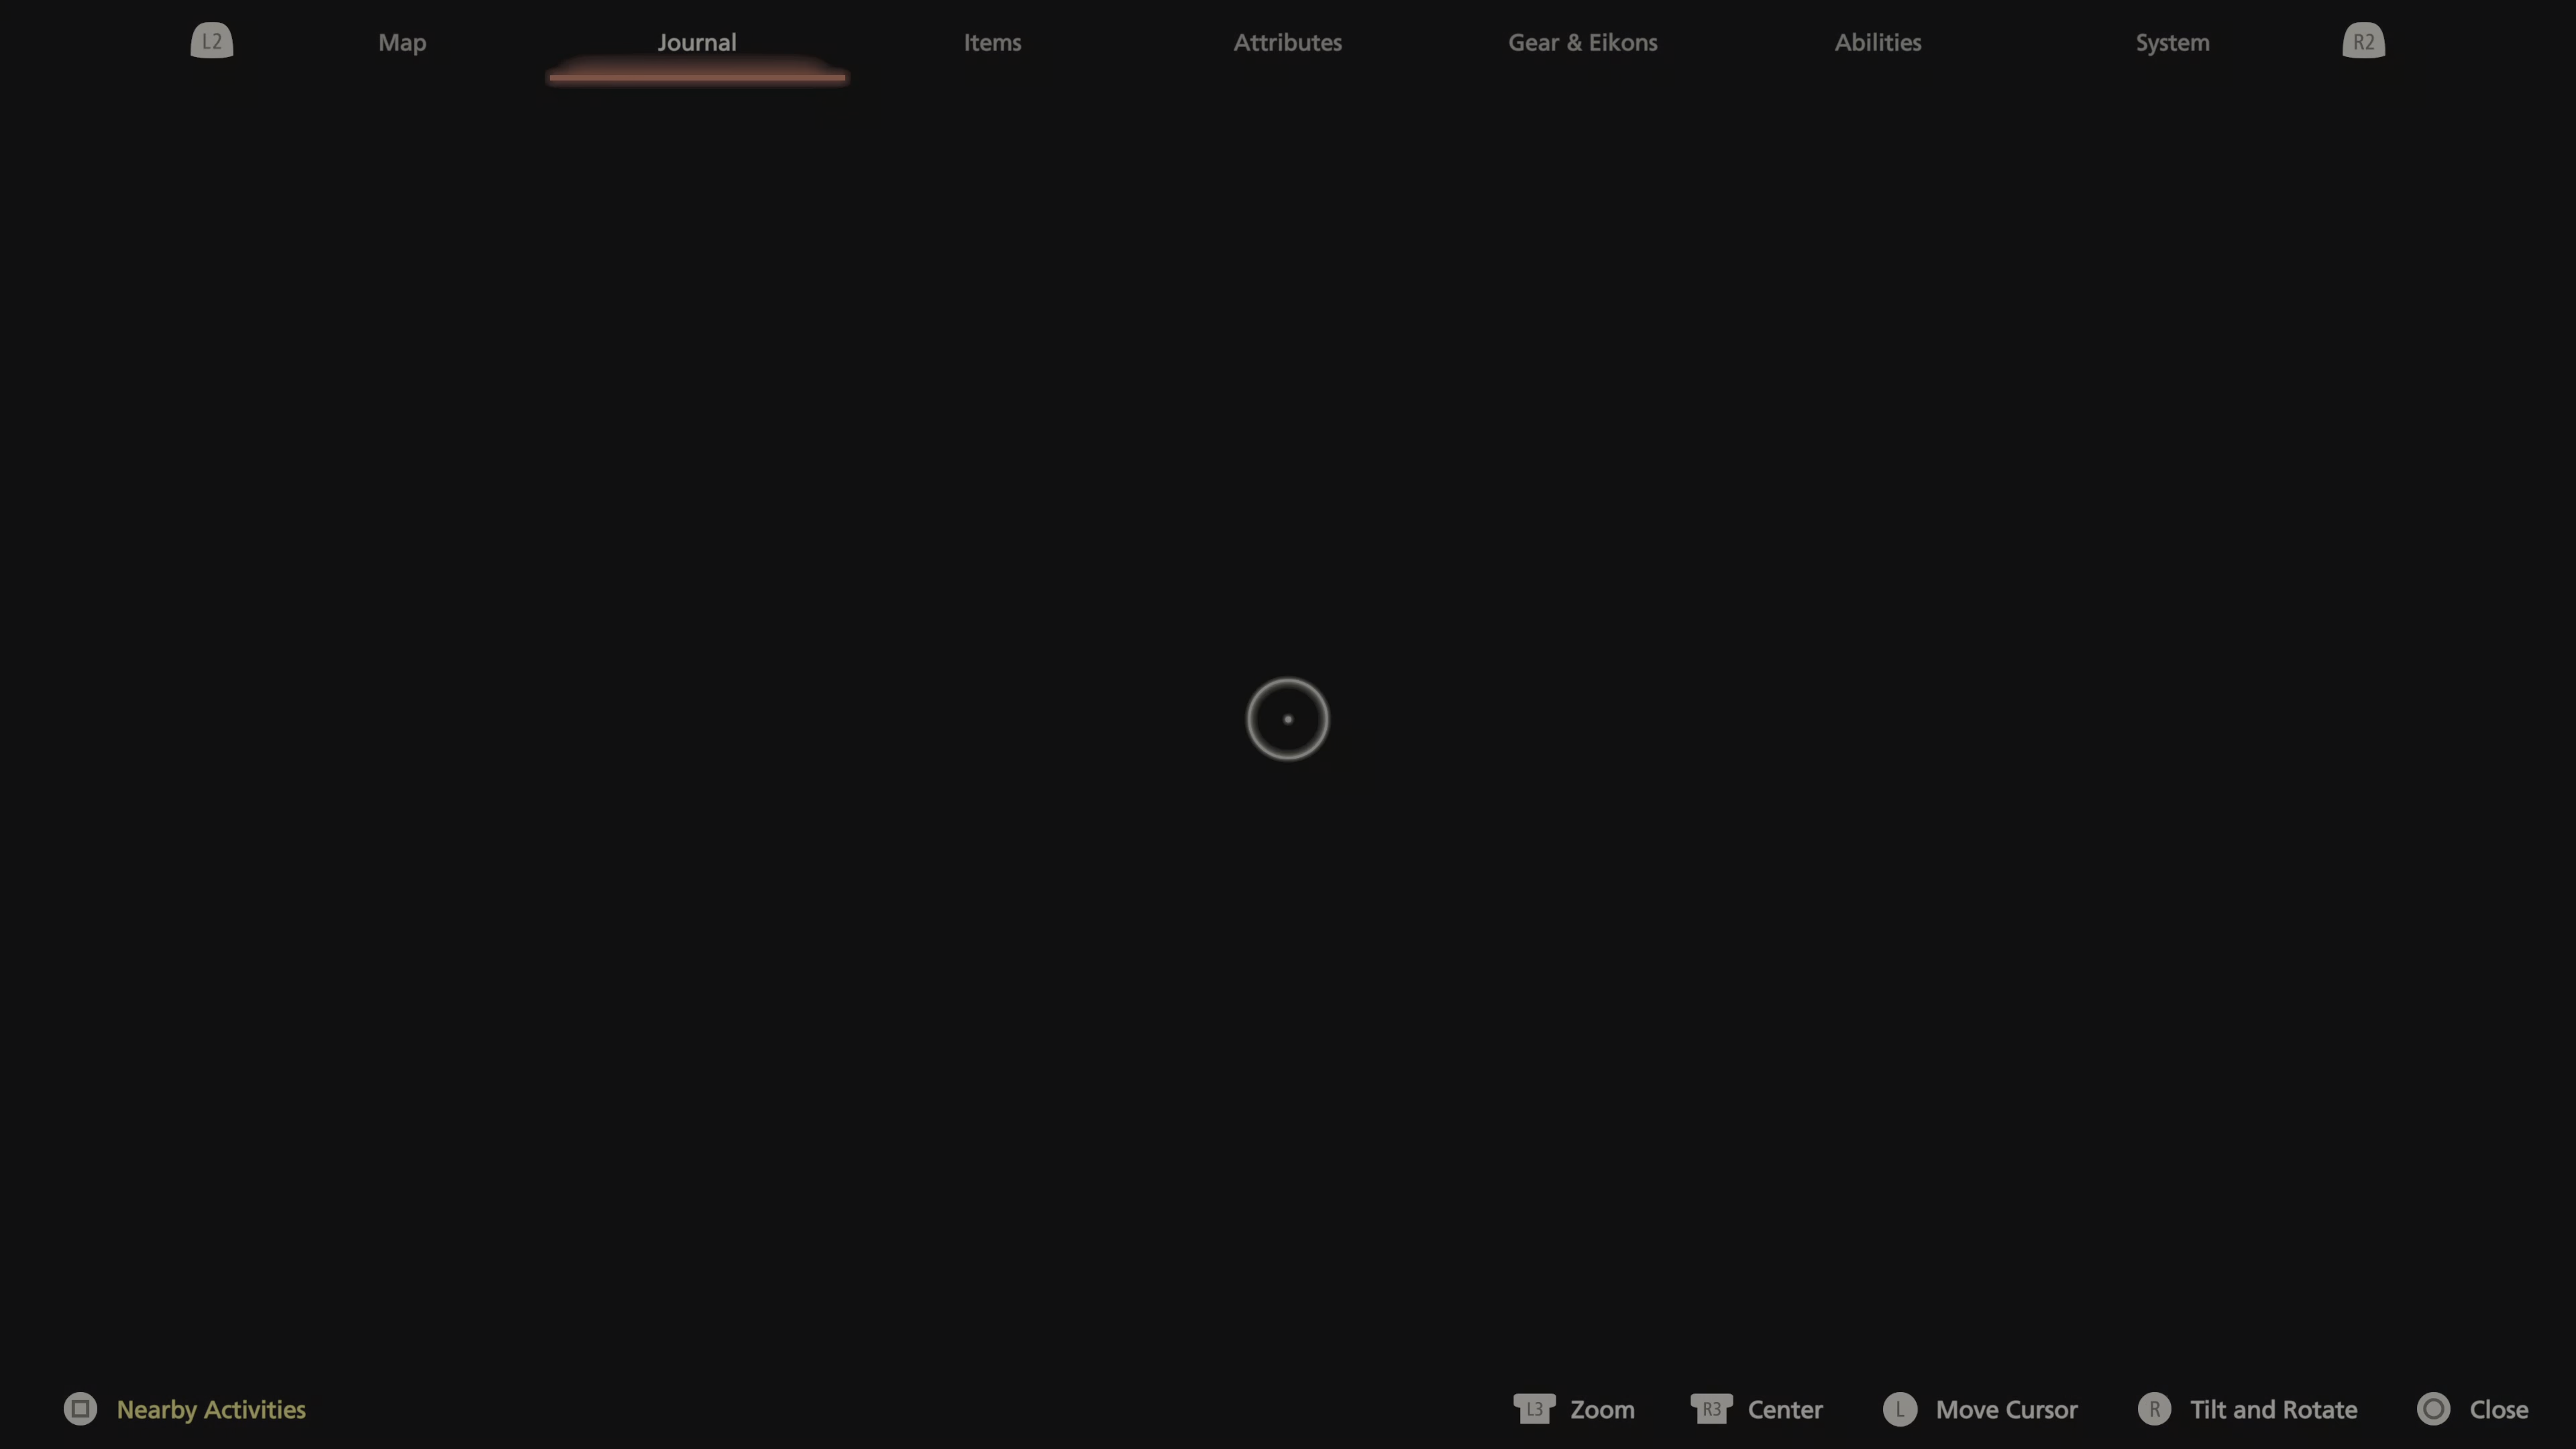 L2 Map Journal Items Attributes Gear & Eikons Abilities System R2
Nearby Activities L3 Zoom R3 Center L Move Cursor R Tilt and Rotate Close